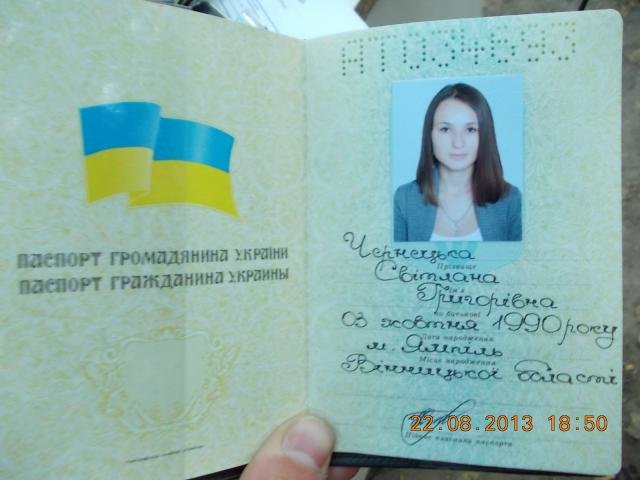 ПАСПОРТ ГРОМАДЯНИНА УКРАЇНИ
ПАСПОРТ ГРАЖДАНИНА УКРАИНЫ
Чернецька
Прізвище
Світлана
Ім'я
Григорівна
по батькові
03 жовтня 1990 року
Дата народження
м. Ямпіль
Місце народження
Вінницької області
22.08.2013 18:50
Підпис власника паспорта